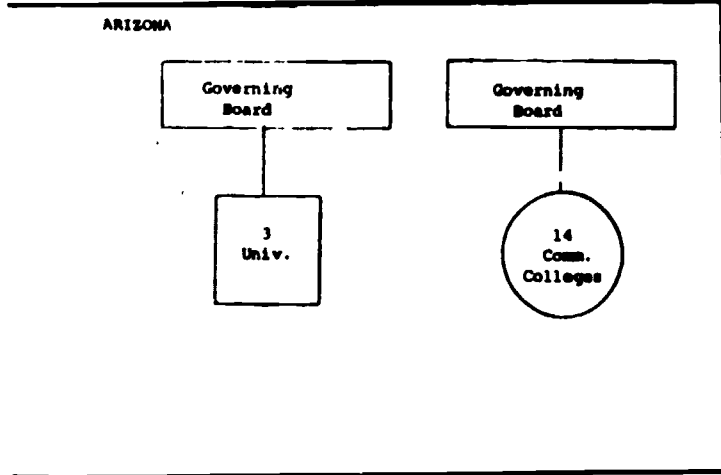 ARIZONA
Governing
Board
Governing
Board
3
Univ.
14
Comm.
Colleges